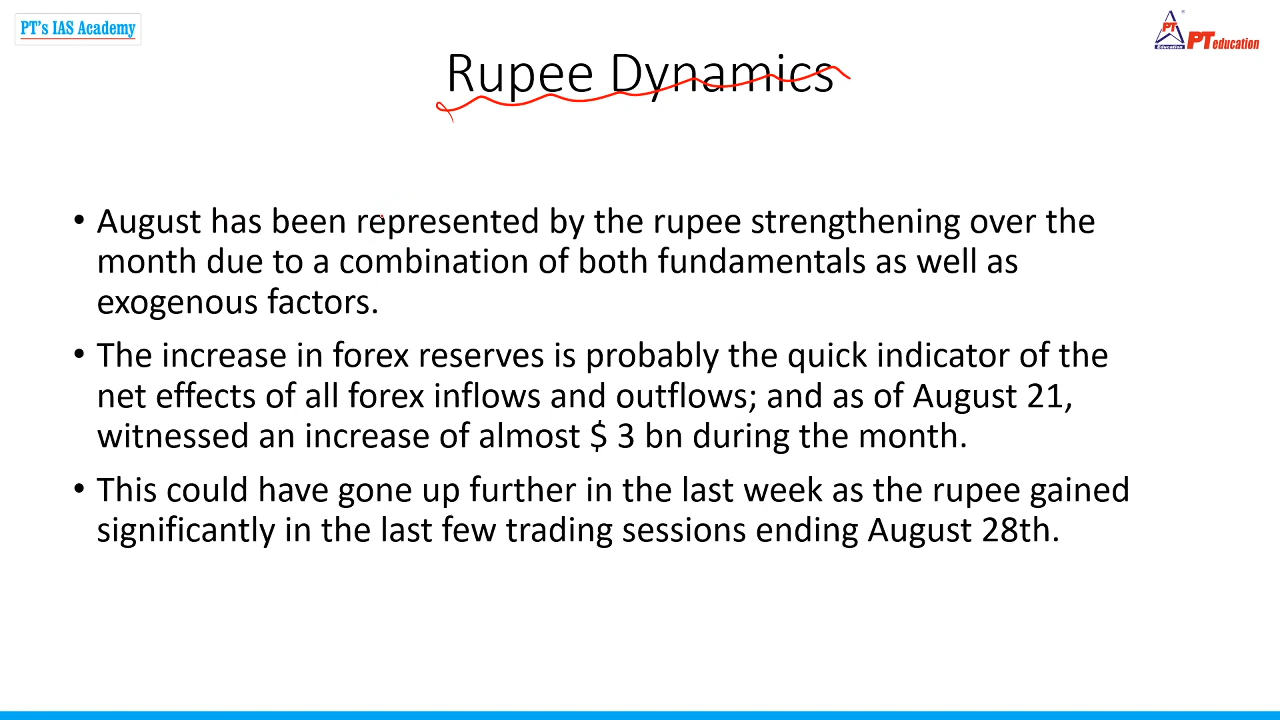 PT's IAS Academy
PT
Education
PT education
Rupee Dynamics
• August has been represented by the rupee strengthening over the
month due to a combination of both fundamentals as well as
exogenous factors.
• The increase in forex reserves is probably the quick indicator of the
net effects of all forex inflows and outflows; and as of August 21,
witnessed an increase of almost $ 3 bn during the month.
• This could have gone up further in the last week as the rupee gained
significantly in the last few trading sessions ending August 28th.